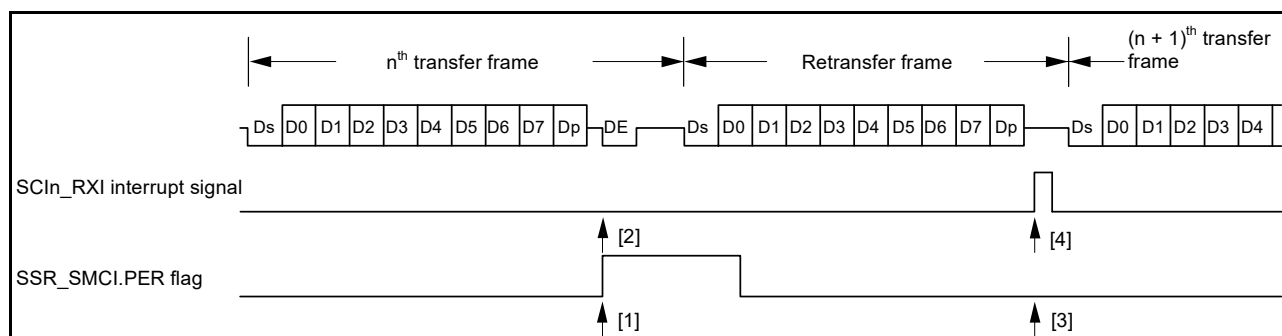 nth transfer frame Retransfer frame (n + 1)th transfer
frame
Ds D0 D1 D2 D3 D4 D5 D6 D7 Dp DE Ds D0 D1 D2 D3 D4 D5 D6 D7 Dp Ds D0 D1 D2 D3 D4
SCIn_RXI interrupt signal
[2] [4]
SSR_SMCI.PER flag
[1] [3]